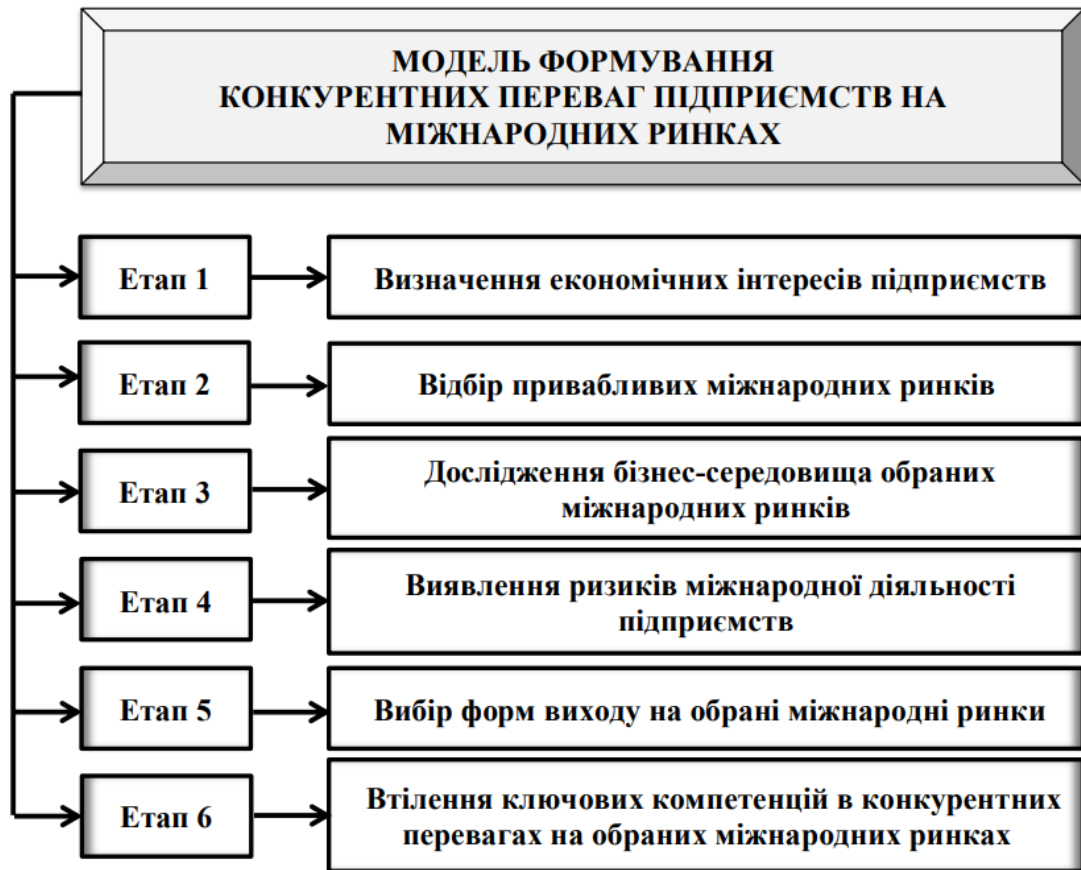 МОДЕЛЬ ФОРМУВАННЯ
КОНКУРЕНТНИХ ПЕРЕВАГ ПІДПРИЄМСТВ НА
МІЖНАРОДНИХ РИНКАХ
Етап 1
Визначення економічних інтересів підприємств
Етап 2
Відбір привабливих міжнародних ринків
Етап 3
Дослідження бізнес-середовища обраних
міжнародних ринків
Етап 4
Виявлення ризиків міжнародної діяльності
підприємств
Етап 5
Вибір форм виходу на обрані міжнародні ринки
Етап 6
Втілення ключових компетенцій в конкурентних
перевагах на обраних міжнародних ринках